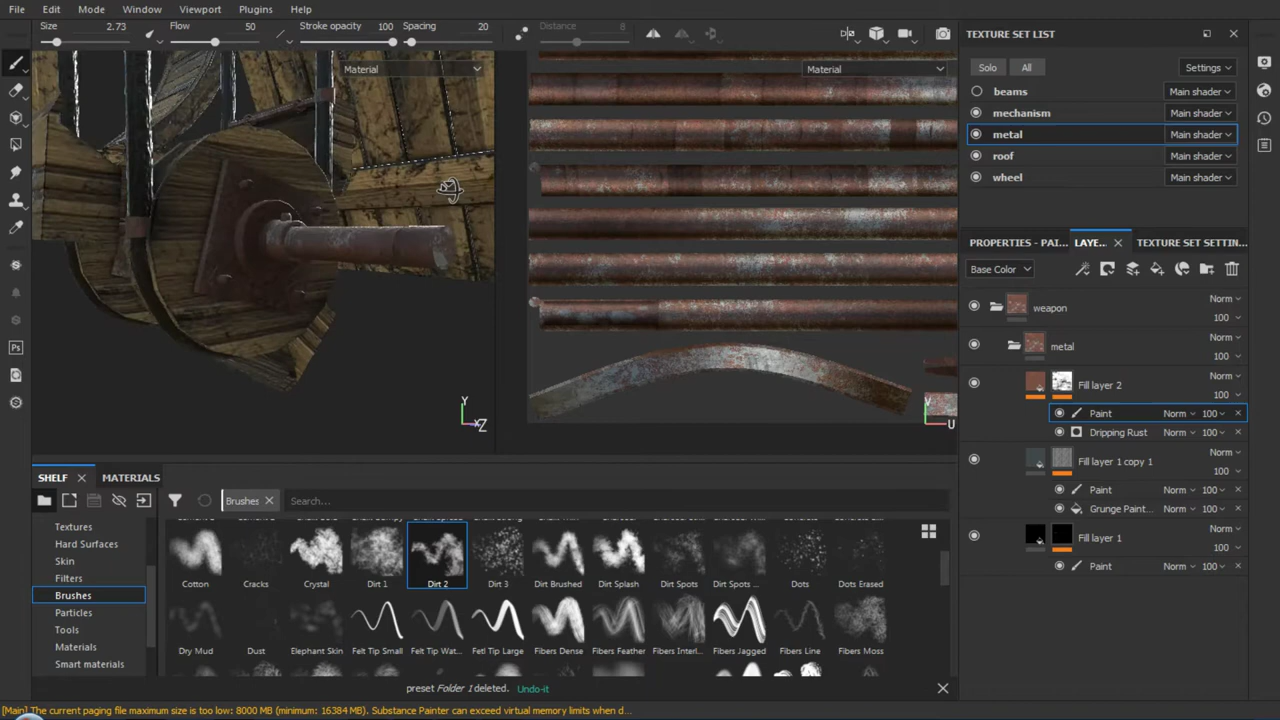 File Edit Mode Window Viewport Plugins Help
Size 2.73 Flow 50 Stroke opacity 100 Spacing 20 Distance 8
Material
Material
Y
Z
V
U
TEXTURE SET LIST
Solo All Settings
beams Main shader
mechanism Main shader
metal Main shader
roof Main shader
wheel Main shader
PROPERTIES - PAI... LAYE... TEXTURE SET SETTIN...
Base Color
weapon Norm
100
metal Norm
100
Fill layer 2 Norm
100
Paint Norm 100
Dripping Rust Norm 100
Fill layer 1 copy 1 Norm
100
Paint Norm 100
Grunge Paint... Norm 100
Fill layer 1 Norm
100
Paint Norm 100
SHELF MATERIALS
Brushes Search...
Textures
Hard Surfaces
Skin
Filters
Brushes
Particles
Tools
Materials
Smart materials
Cotton Cracks Crystal Dirt 1 Dirt 2 Dirt 3 Dirt Brushed Dirt Splash Dirt Spots Dirt Spots ... Dots Dots Erased
Dry Mud Dust Elephant Skin Felt Tip Small Felt Tip Wat... Fetl Tip Large Fibers Dense Fibers Feather Fibers Interl... Fibers Jagged Fibers Line Fibers Moss
preset Folder 1 deleted. Undo-it
[Main] The current paging file maximum size is too low: 8000 MB (minimum: 16384 MB). Substance Painter can exceed virtual memory limits when d...